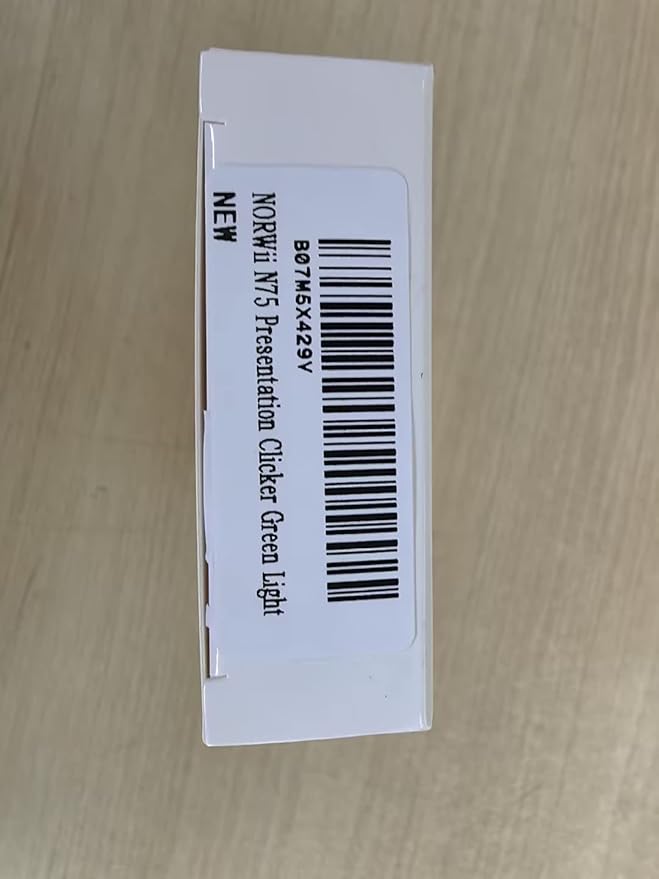 B07M5X429V
NORWii N75 Presentation Clicker Green Light
NEW